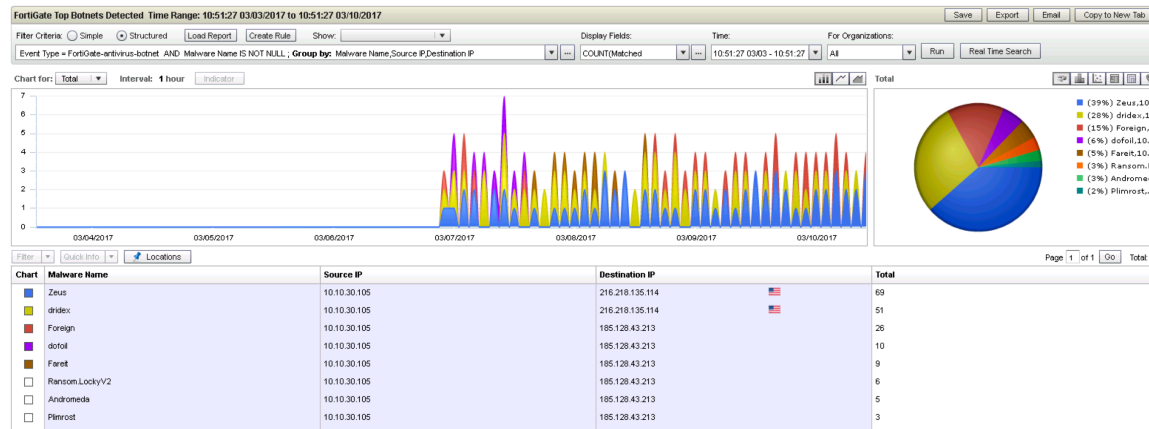 FortiGate Top Botnets Detected Time Range: 10:51:27 03/03/2017 to 10:51:27 03/10/2017
Save Export Email Copy to New Tab
Filter Criteria: Simple Structured Load Report Create Rule Show: Display Fields: Time: For Organizations:
Event Type = FortiGate-antivirus-botnet AND Malware Name IS NOT NULL ; Group by: Malware Name,Source IP,Destination IP ... COUNT(Matched ... 10:51:27 03/03 - 10:51:27 All Run Real Time Search
Chart for: Total Interval: 1 hour Indicator Total
7
6
5
4
3
2
1
0
03/04/2017 03/05/2017 03/06/2017 03/07/2017 03/08/2017 03/09/2017 03/10/2017
(39%) Zeus,10
(28%) dridex,1
(15%) Foreign,
(6%) dofoil,10.
(5%) Fareit,10.
(3%) Ransom.
(3%) Androme
(2%) Plimrost,.
Filter Quick Info Locations Page 1 of 1 Go Total:
Chart Malware Name Source IP Destination IP Total
Zeus 10.10.30.105 216.218.135.114 69
dridex 10.10.30.105 216.218.135.114 51
Foreign 10.10.30.105 185.128.43.213 26
dofoil 10.10.30.105 185.128.43.213 10
Fareit 10.10.30.105 185.128.43.213 9
Ransom.LockyV2 10.10.30.105 185.128.43.213 6
Andromeda 10.10.30.105 185.128.43.213 5
Plimrost 10.10.30.105 185.128.43.213 3